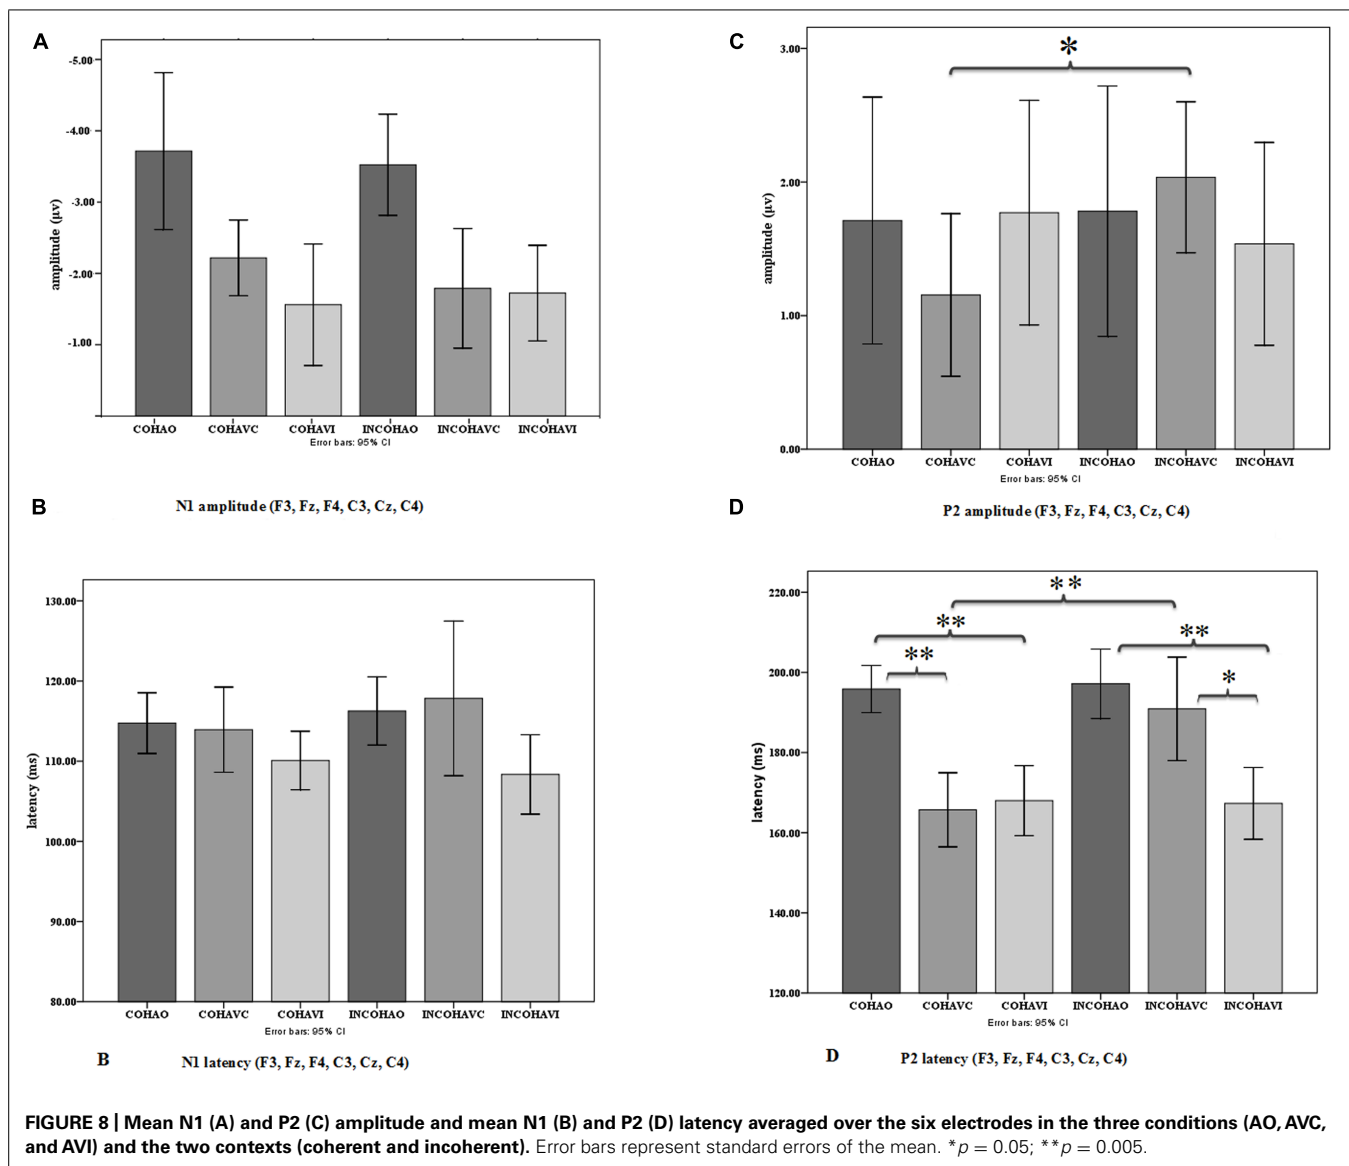 A
-5.00
-4.00
-3.00
-2.00
-1.00
amplitude (μv)
COHAO COHAVC COHAVI INCOHAO INCOHAVC INCOHAVI
Error bars: 95% CI
N1 amplitude (F3, Fz, F4, C3, Cz, C4)
C
3.00
2.00
1.00
0.00
amplitude (μv)
*
COHAO COHAVC COHAVI INCOHAO INCOHAVC INCOHAVI
Error bars: 95% CI
P2 amplitude (F3, Fz, F4, C3, Cz, C4)
B
130.00
120.00
110.00
100.00
90.00
80.00
latency (ms)
COHAO COHAVC COHAVI INCOHAO INCOHAVC INCOHAVI
Error bars: 95% CI
B N1 latency (F3, Fz, F4, C3, Cz, C4)
D
220.00
200.00
180.00
160.00
140.00
120.00
latency (ms)
**
** **
** *
COHAO COHAVC COHAVI INCOHAO INCOHAVC INCOHAVI
Error bars: 95% CI
D P2 latency (F3, Fz, F4, C3, Cz, C4)
FIGURE 8 | Mean N1 (A) and P2 (C) amplitude and mean N1 (B) and P2 (D) latency averaged over the six electrodes in the three conditions (AO, AVC,
and AVI) and the two contexts (coherent and incoherent). Error bars represent standard errors of the mean. *p = 0.05; **p = 0.005.